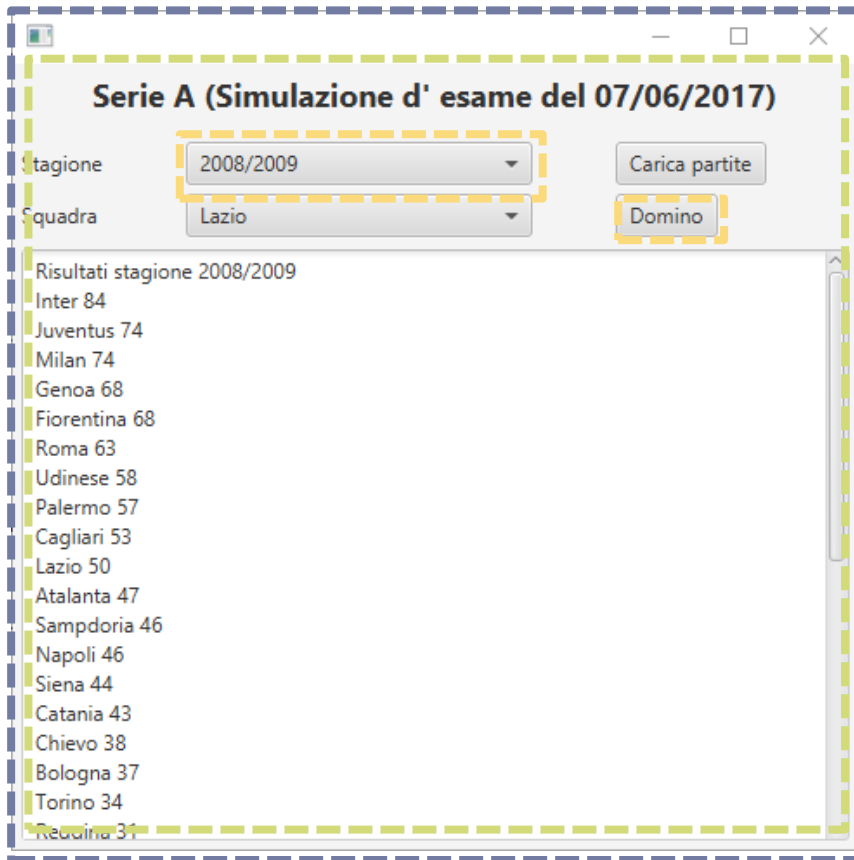 Serie A (Simulazione d' esame del 07/06/2017)
Stagione 2008/2009 Carica partite
Squadra Lazio Domino
Risultati stagione 2008/2009
Inter 84
Juventus 74
Milan 74
Genoa 68
Fiorentina 68
Roma 63
Udinese 58
Palermo 57
Cagliari 53
Lazio 50
Atalanta 47
Sampdoria 46
Napoli 46
Siena 44
Catania 43
Chievo 38
Bologna 37
Torino 34
Reggina 31